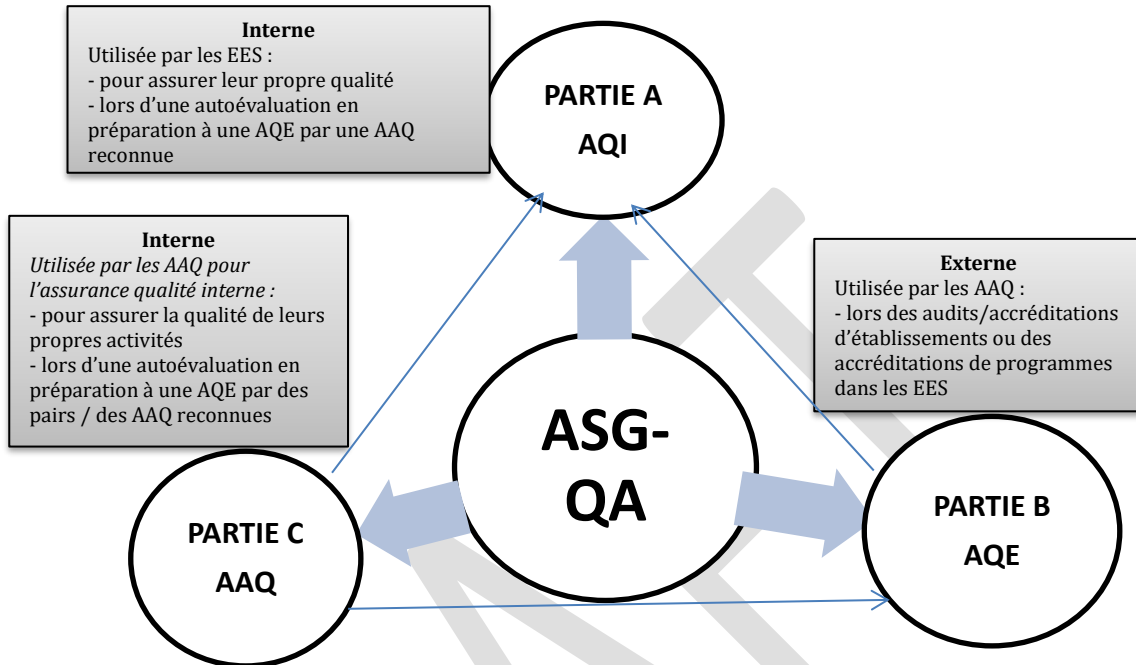 Interne
Utilisée par les EES :
- pour assurer leur propre qualité
- lors d'une autoévaluation en
préparation à une AQE par une AAQ
reconnue
PARTIE A
AQI
Interne
Utilisée par les AAQ pour
l'assurance qualité interne :
- pour assurer la qualité de leurs
propres activités
- lors d'une autoévaluation en
préparation à une AQE par des
pairs / des AAQ reconnues
Externe
Utilisée par les AAQ :
- lors des audits/accréditations
d'établissements ou des
accréditations de programmes
dans les EES
ASG-
QA
PARTIE C
AAQ
PARTIE B
AQE